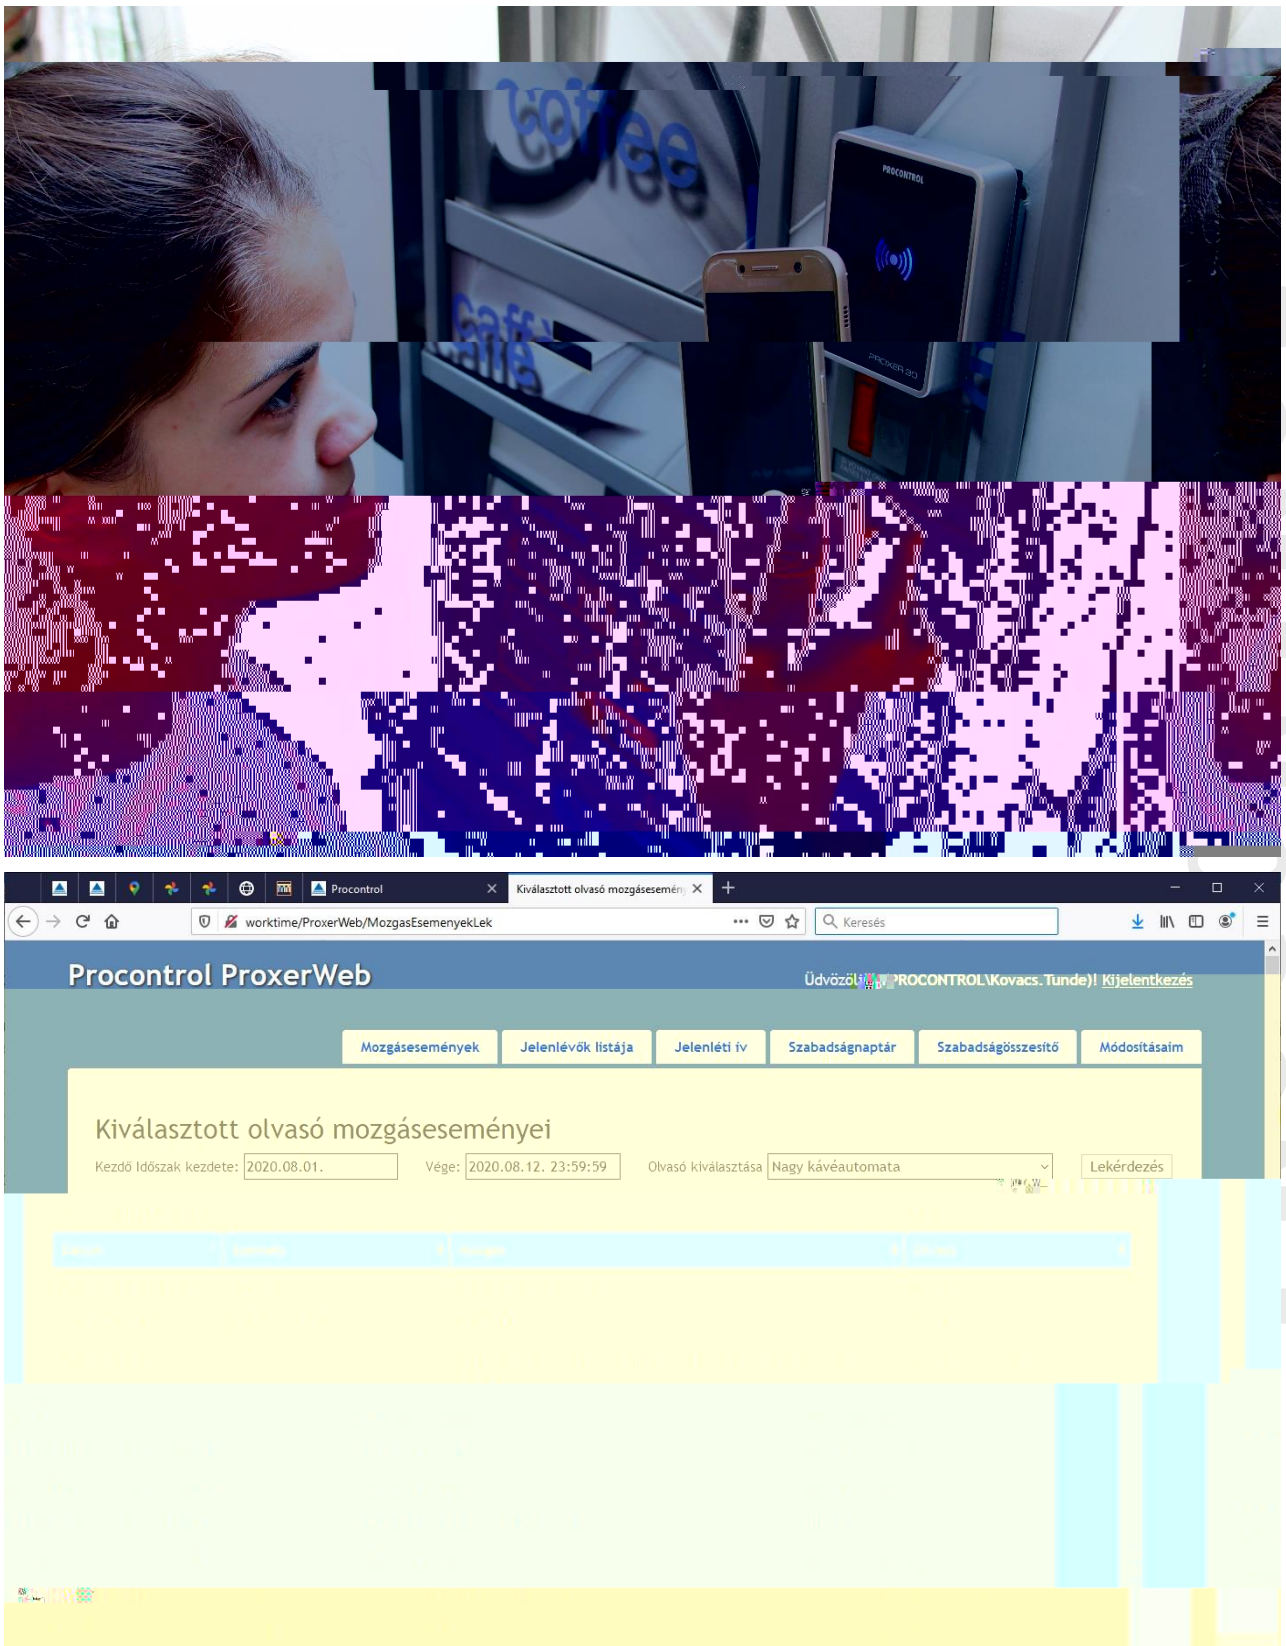 coffee
PROCONTROL
PROXER 3D
Procontrol
Kiválasztott olvasó mozgásesemény
worktime/ProxerWeb/MozgasEsemenyekLek
Keresés
Procontrol ProxerWeb
PROCONTROL\Kovacs.Tunde)! Kijelentkezés
Mozgásesemények Jelenlévők listája Jelenléti ív Szabadságnaptár Szabadságösszesítő Módosításaim
Kiválasztott olvasó mozgáseseményei
Kezdő Időszak kezdete: 2020.08.01. Vége: 2020.08.12. 23:59:59 Olvasó kiválasztása Nagy kávéautomata Lekérdezés